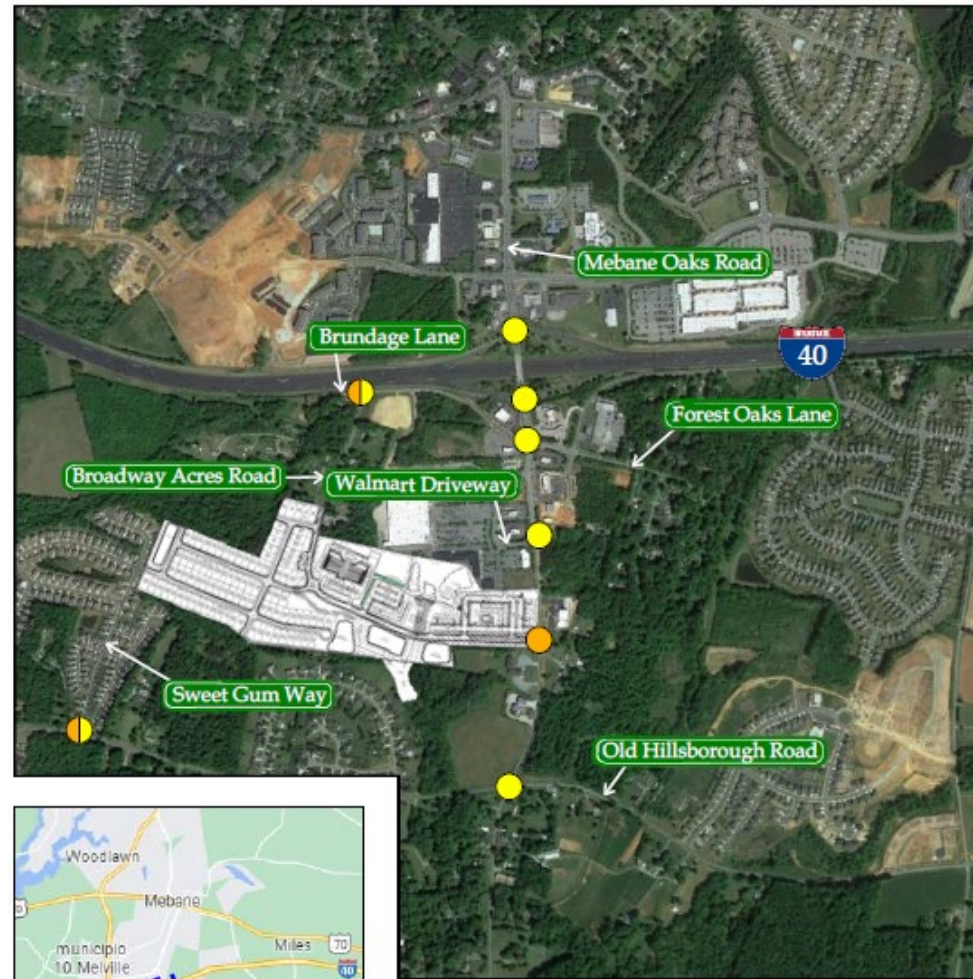 Mebane Oaks Road
Brundage Lane
40
Forest Oaks Lane
Broadway Acres Road
Walmart Driveway
Sweet Gum Way
Old Hillsborough Road
Woodlawn
Mebane
municipio
10 Melville
Miles
70
40